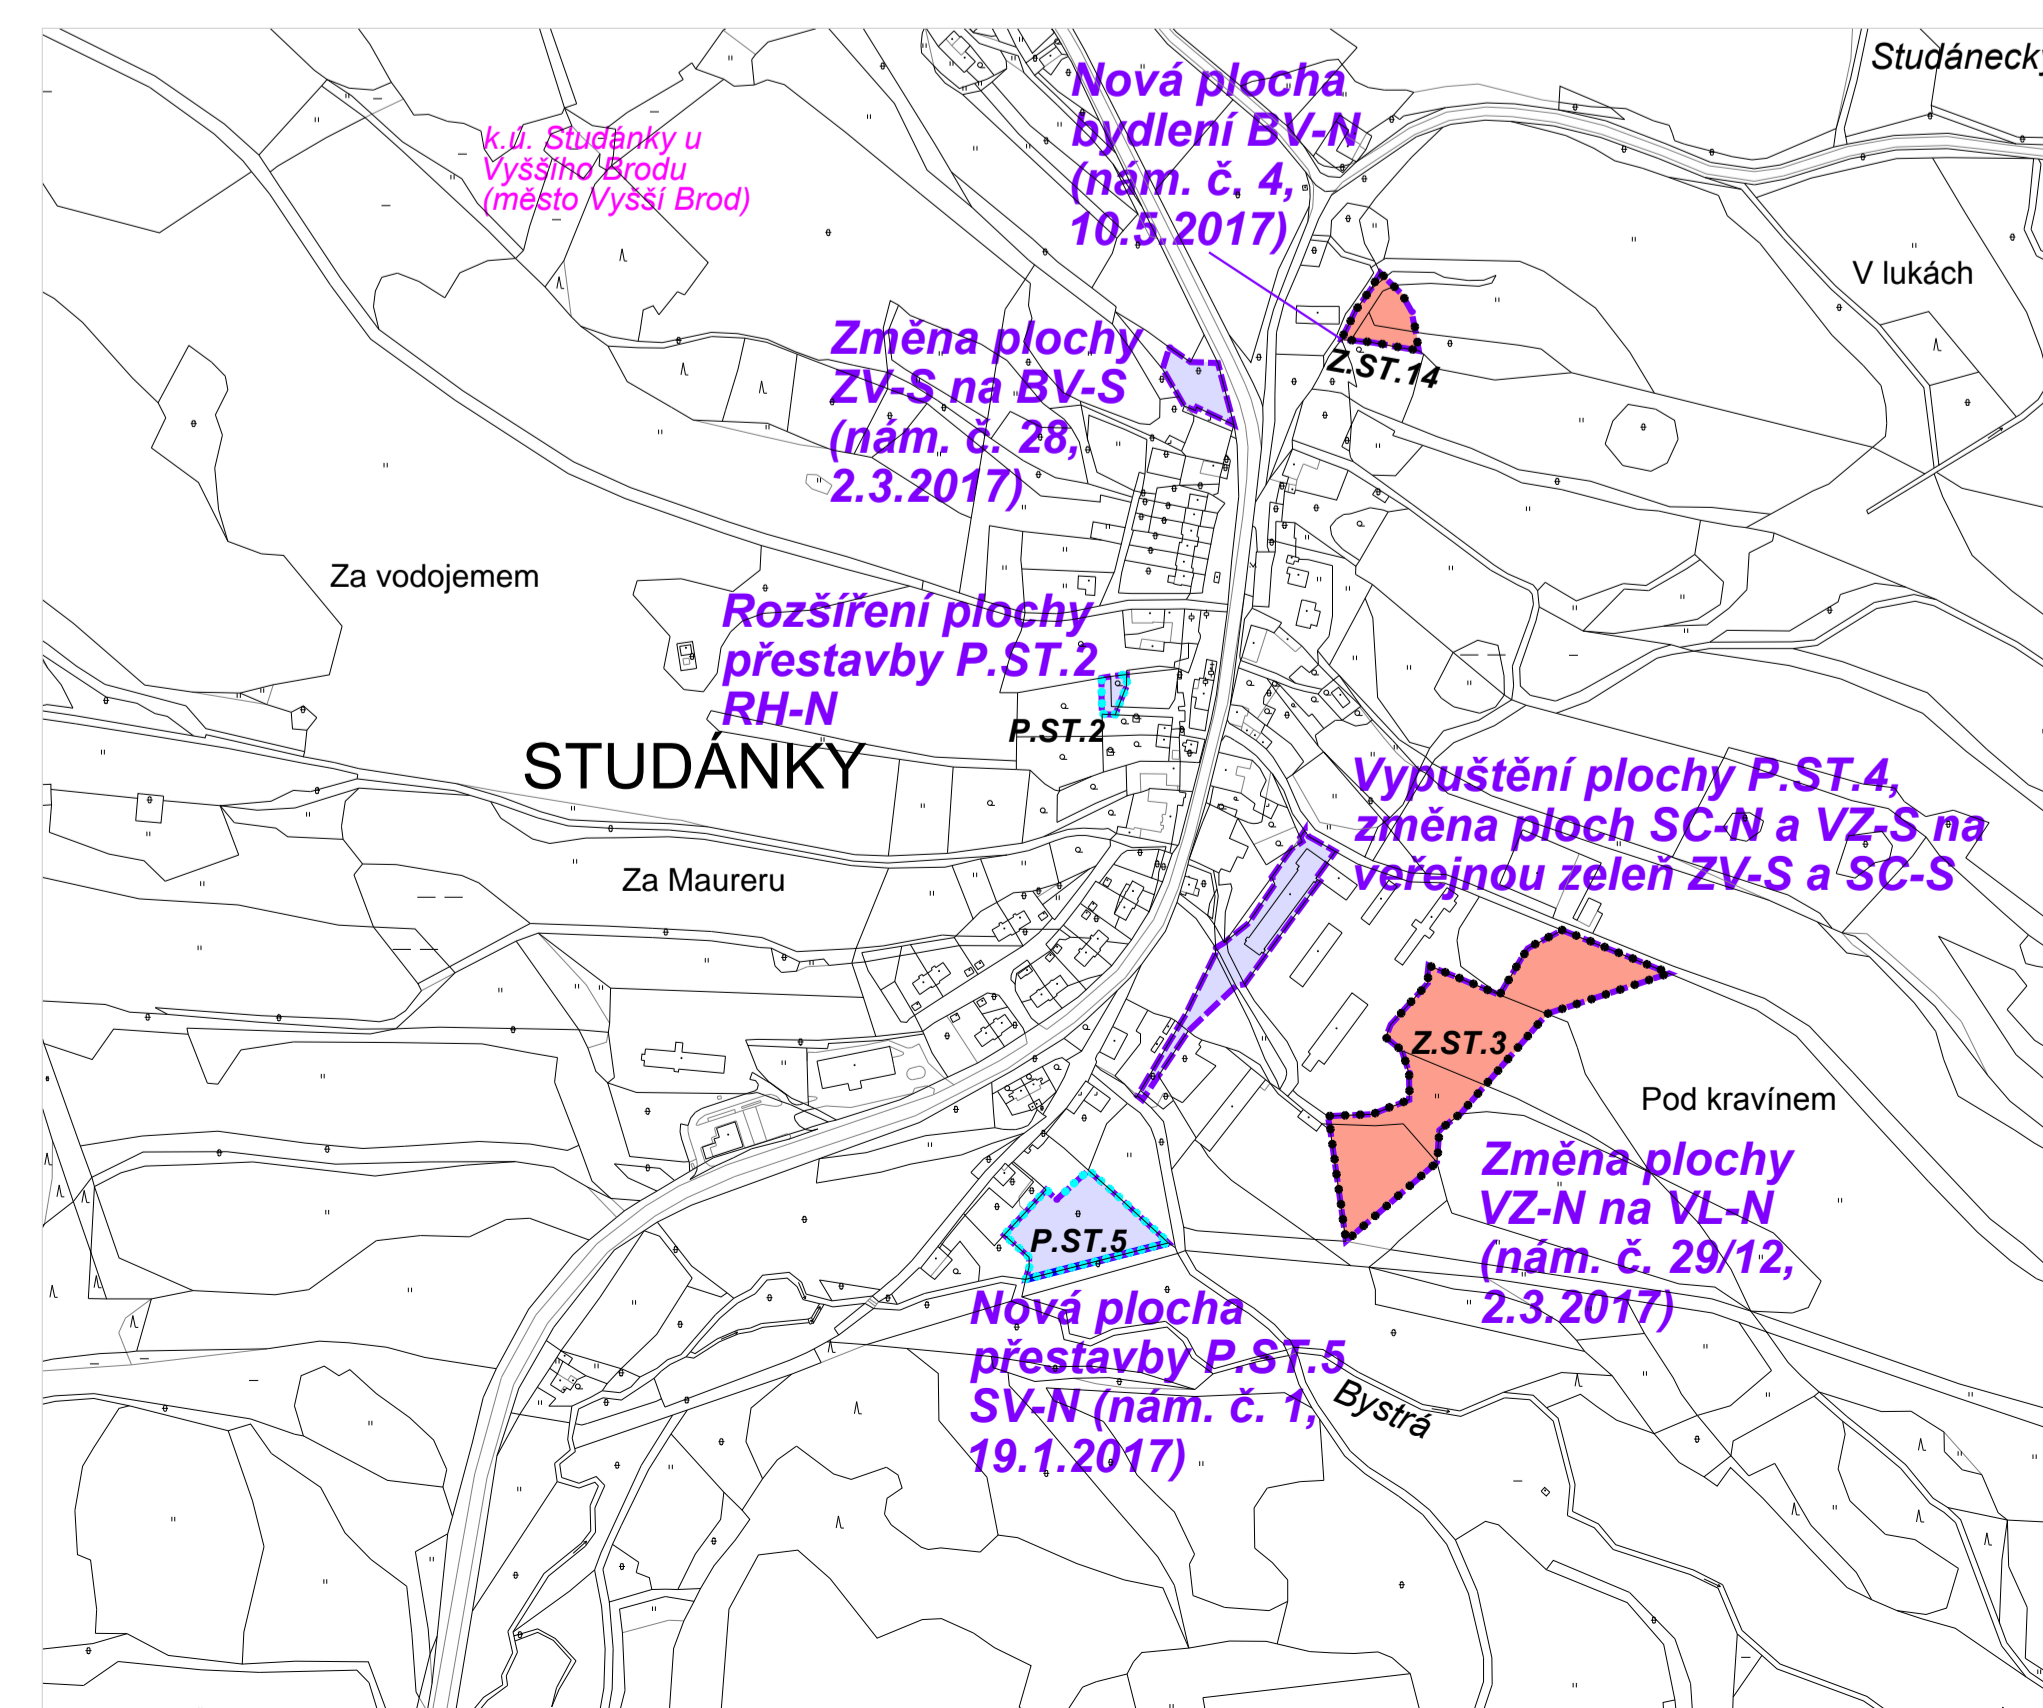 Studáneck
Nová plocha
bydlení BV-N
(nám. č. 4,
10.5.2017)
k.ú. Studánky u
Vyššího Brodu
(město Vyšší Brod)
V lukách
Změna plochy
ZV-S na BV-S
(nám. č. 28,
2.3.2017)
Z.ST.14
Za vodojemem
Rozšíření plochy
přestavby P.ST.2
RH-N
P.ST.2
STUDÁNKY
Vypuštění plochy P.ST.4,
změna ploch SC-N a VZ-S na
veřejnou zeleň ZV-S a SC-S
Za Maureru
Z.ST.3
Pod kravínem
Změna plochy
VZ-N na VL-N
(nám. č. 29/12,
2.3.2017)
P.ST.5
Nová plocha
přestavby P.ST.5
SV-N (nám. č. 1,
19.1.2017)
Bystrá